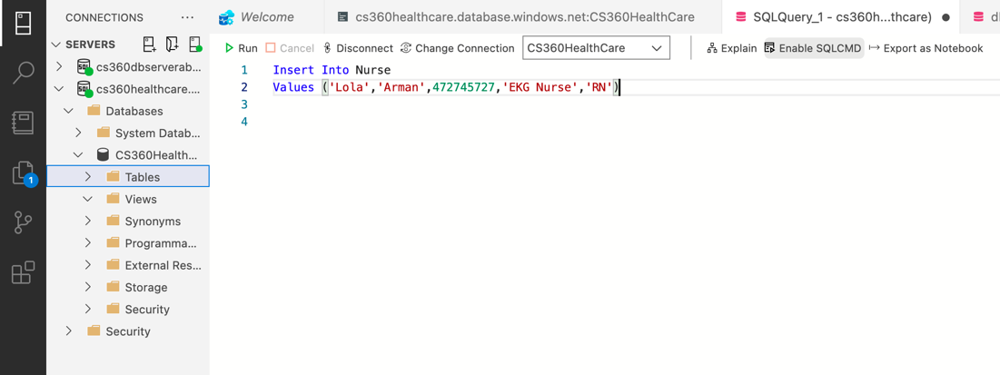 CONNECTIONS ...
Welcome
cs360healthcare.database.windows.net:CS360HealthCare
SQLQuery_1 - cs360h...thcare)
SERVERS
cs360dbserverab...
cs360healthcare....
Databases
System Datab...
CS360Health...
Tables
Views
Synonyms
Programma...
External Res...
Storage
Security
Security
1
Run Cancel Disconnect Change Connection CS360HealthCare Explain Enable SQLCMD Export as Notebook
1 Insert Into Nurse
2 Values ('Lola','Arman',472745727,'EKG Nurse','RN')
3
4